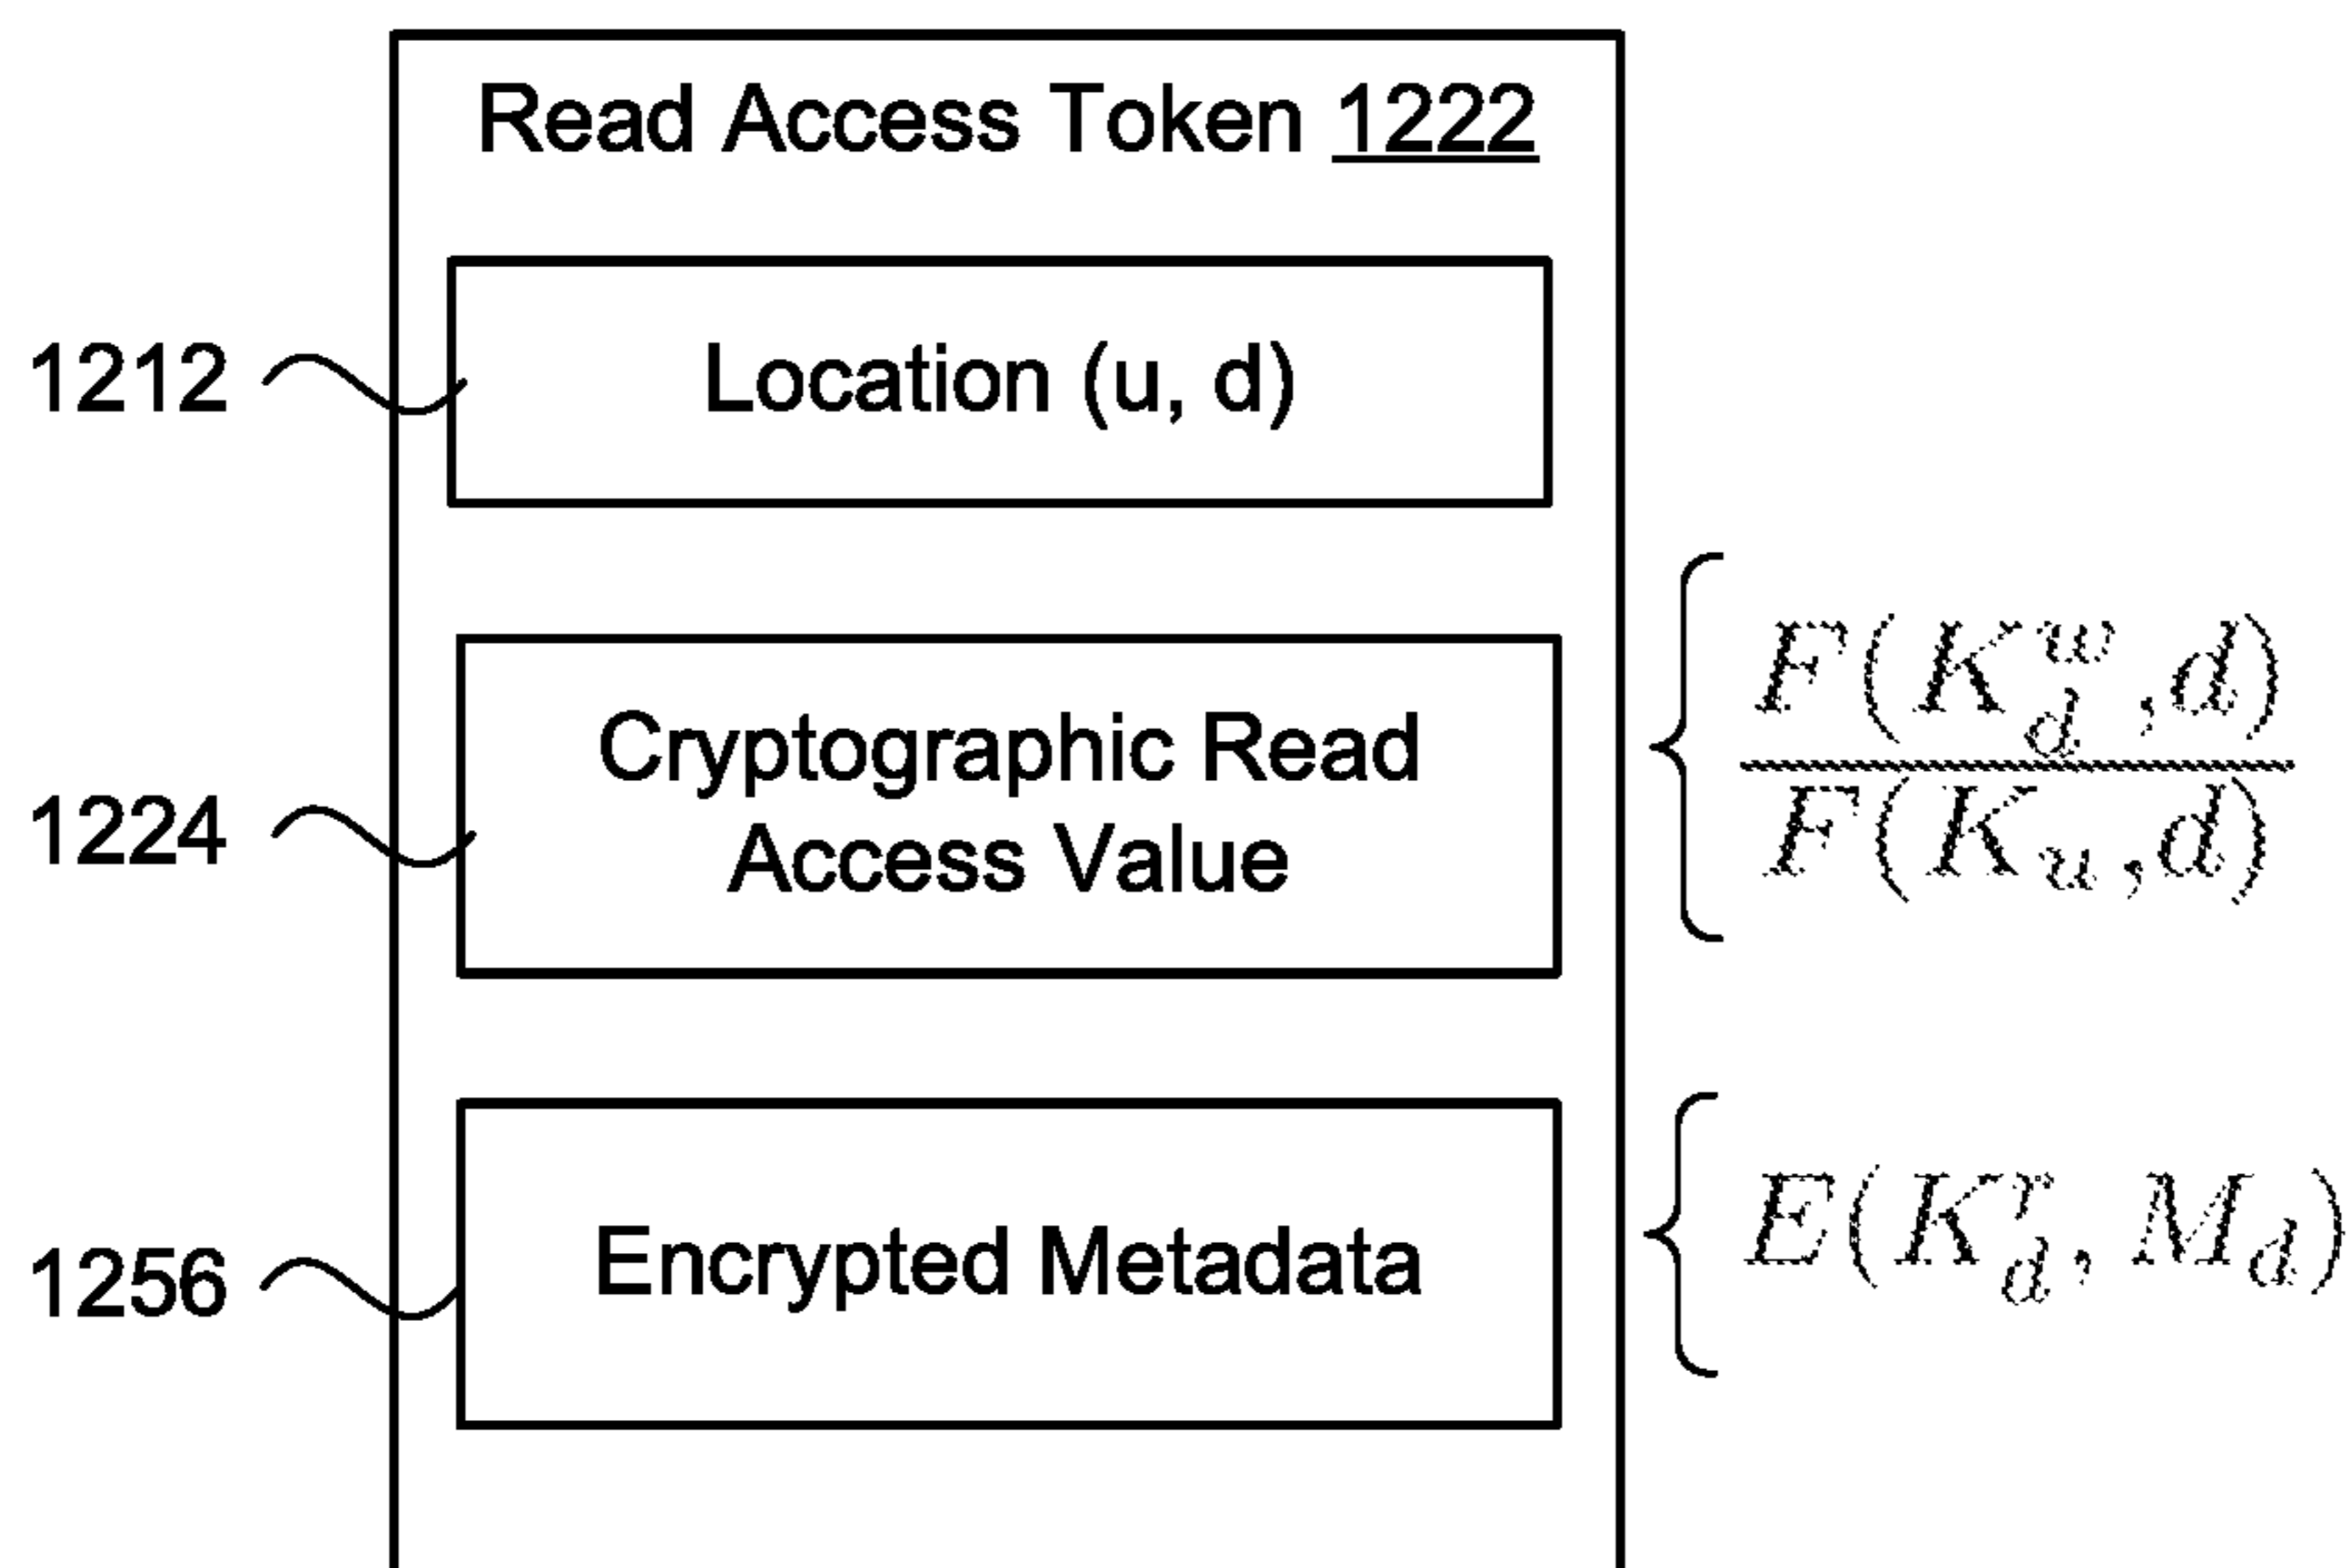 Read Access Token 1222
1212
Location (u, d)
1224
Cryptographic Read
Access Value
F(K_d^w, d)
F(K_u, d)
1256
Encrypted Metadata
E(K_d^r, M_d)